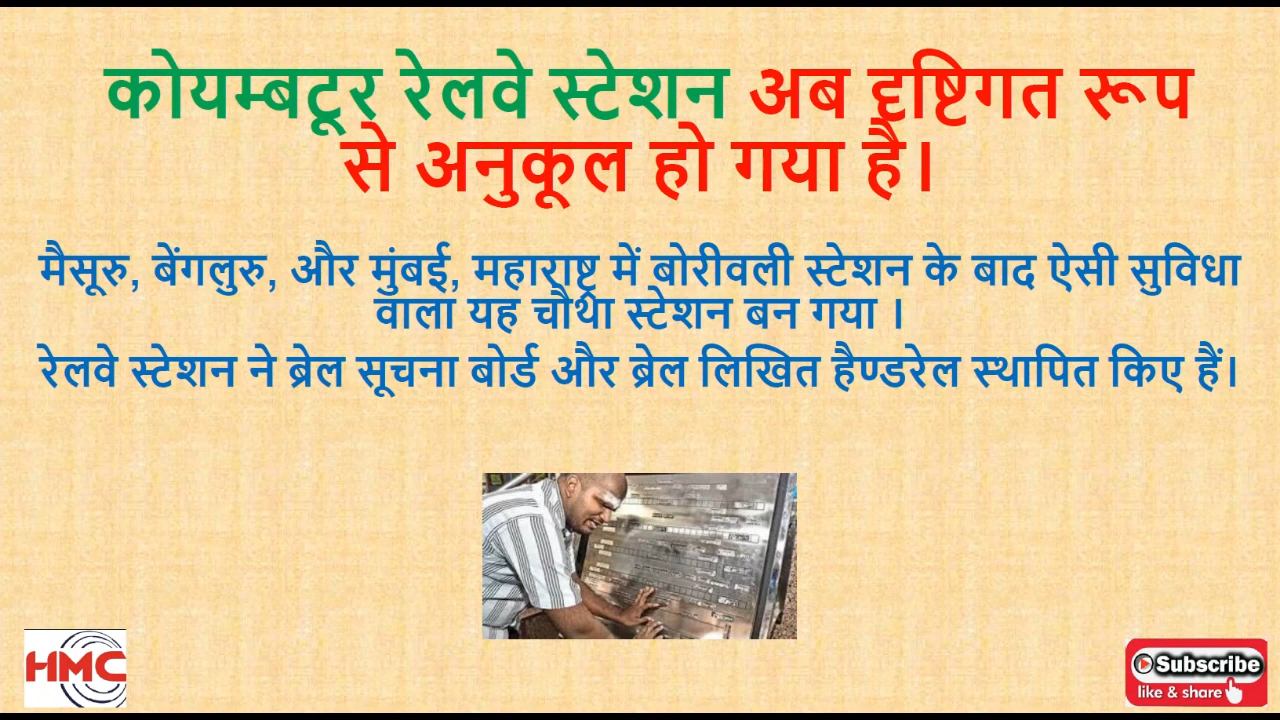 कोयम्बटूर रेलवे स्टेशन अब दृष्टिगत रूप
से अनुकूल हो गया है।
मैसूरु, बेंगलुरु, और मुंबई, महाराष्ट्र में बोरीवली स्टेशन के बाद ऐसी सुविधा
वाला यह चौथा स्टेशन बन गया ।
रेलवे स्टेशन ने ब्रेल सूचना बोर्ड और ब्रेल लिखित हैण्डरेल स्थापित किए हैं।
HMC
Subscribe
like & share